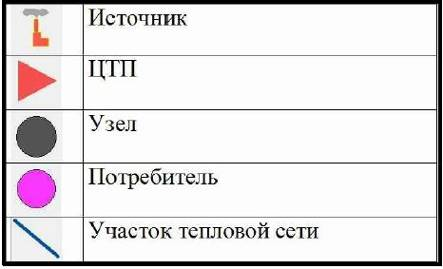 Источник
ЦТП
Узел
Потребитель
Участок тепловой сети